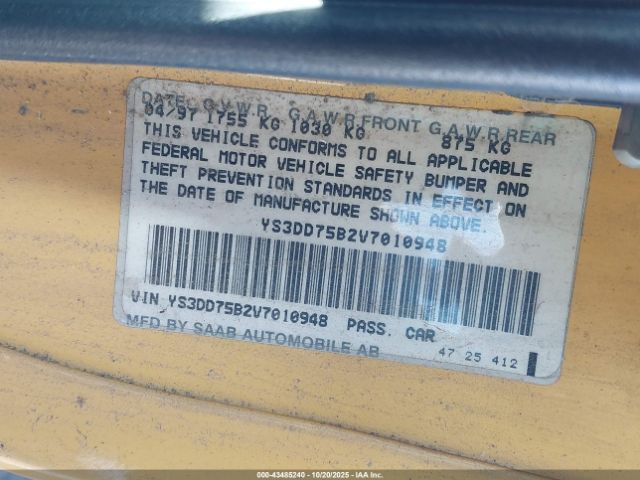 DATE G.V.W.R G.A.W.R FRONT G.A.W.R REAR
04/97 1755 KG 1030 KG 875 KG
THIS VEHICLE CONFORMS TO ALL APPLICABLE
FEDERAL MOTOR VEHICLE SAFETY BUMPER AND
THEFT PREVENTION STANDARDS IN EFFECT ON
THE DATE OF MANUFACTURE SHOWN ABOVE.
YS3DD75B2V7010948
VIN YS3DD75B2V7010948 PASS. CAR
MFD BY SAAB AUTOMOBILE AB 47 25 412
000-43485240 - 10/20/2025 - IAAI.COM